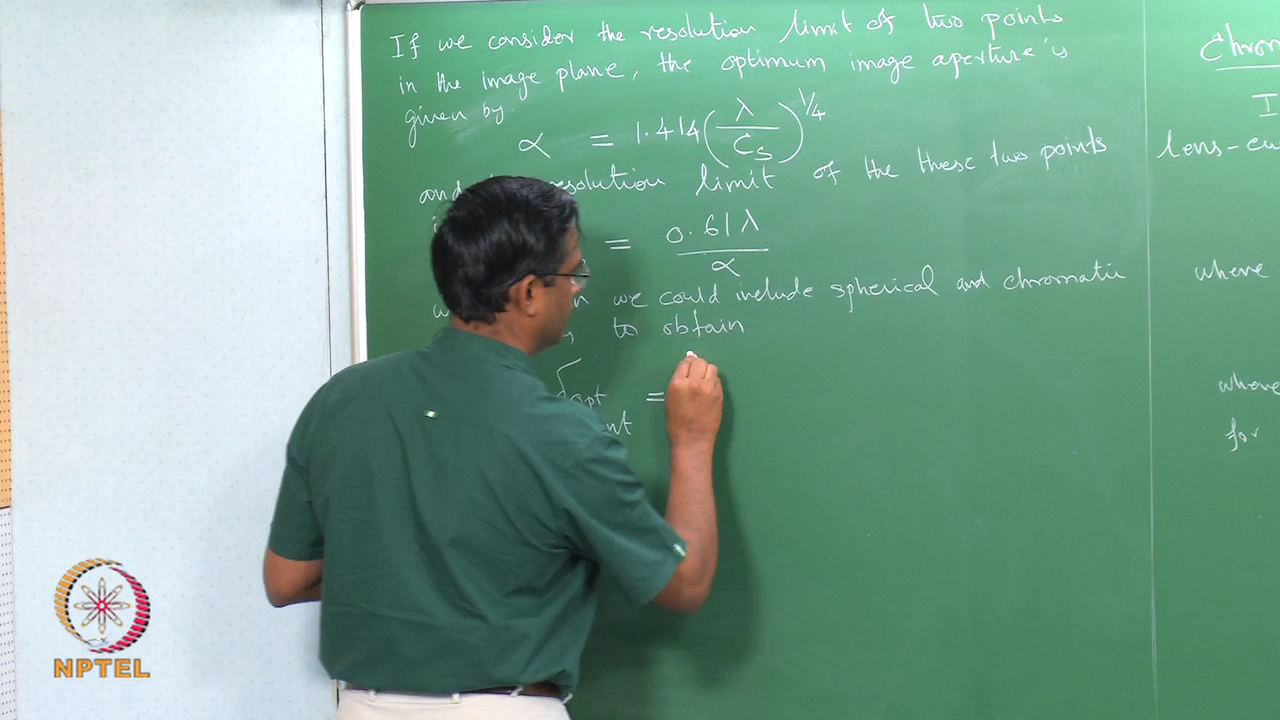 If we consider the resolution limit of two points
in the image plane, the optimum image aperture is
given by
α = 1.414 (λ/Cs)^1/4
and resolution limit of the these two points
= 0.61λ/α
we could include spherical and chromatic
to obtain
=
Lens-
where
where
for
NPTEL